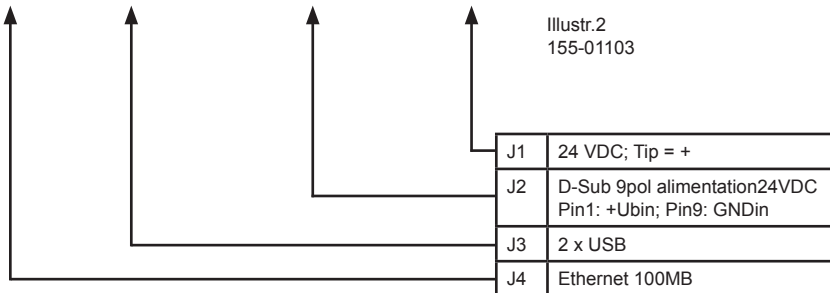 Illustr.2
155-01103
J1 24 VDC; Tip = +
J2 D-Sub 9pol alimentation24VDC
Pin1: +Ubin; Pin9: GNDin
J3 2 x USB
J4 Ethernet 100MB